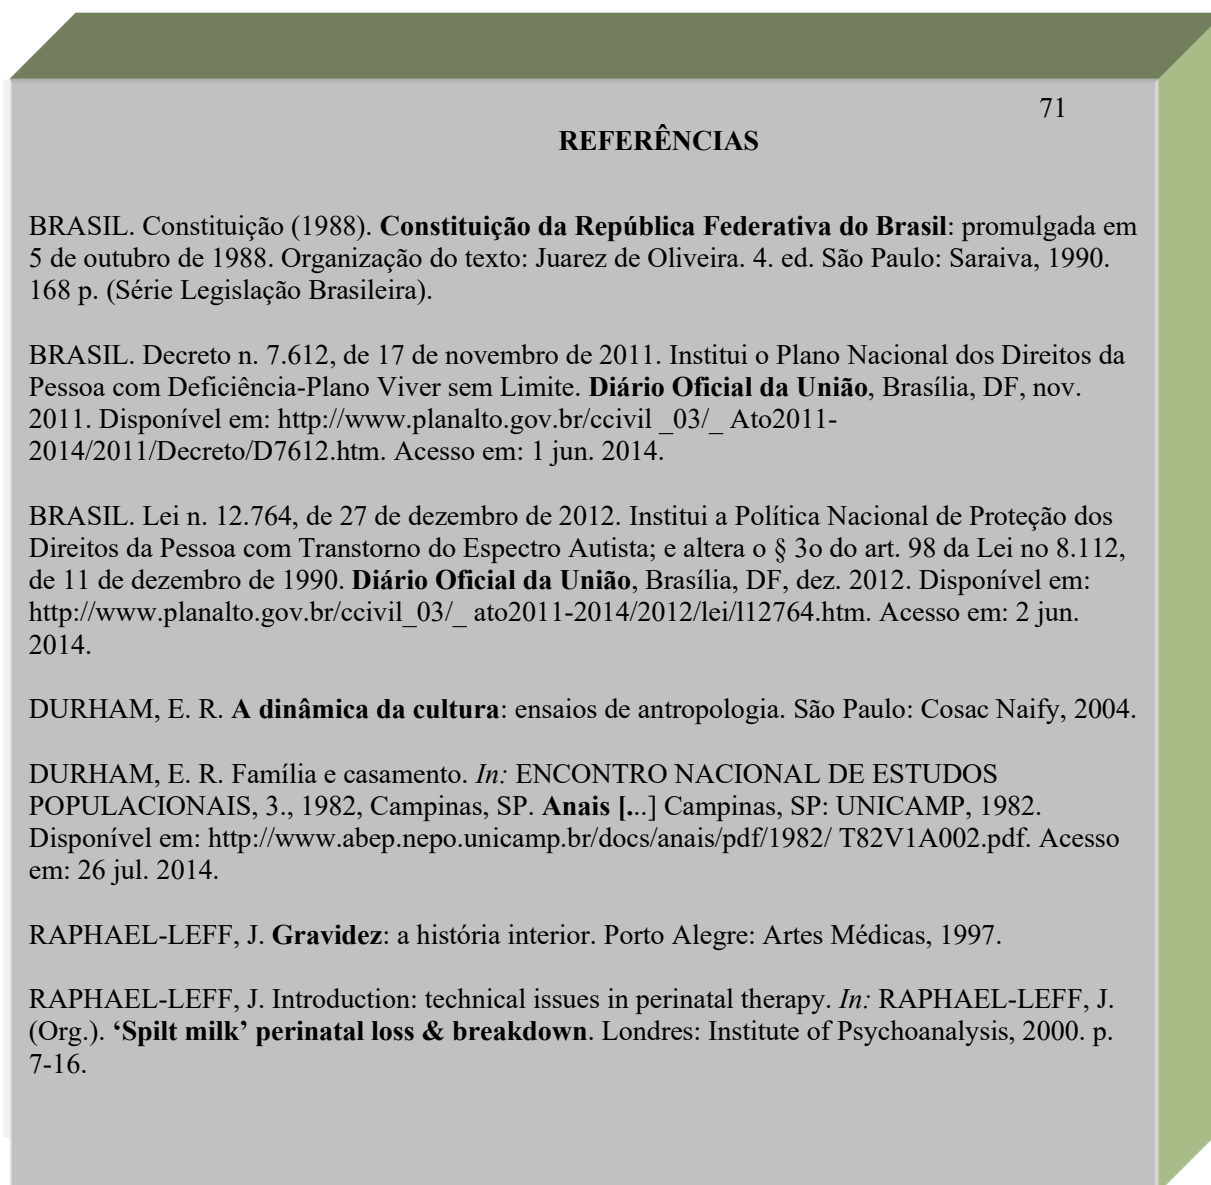 71
REFERÊNCIAS
BRASIL. Constituição (1988). Constituição da República Federativa do Brasil: promulgada em
5 de outubro de 1988. Organização do texto: Juarez de Oliveira. 4. ed. São Paulo: Saraiva, 1990.
168 p. (Série Legislação Brasileira).
BRASIL. Decreto n. 7.612, de 17 de novembro de 2011. Institui o Plano Nacional dos Direitos da
Pessoa com Deficiência-Plano Viver sem Limite. Diário Oficial da União, Brasília, DF, nov.
2011. Disponível em: http://www.planalto.gov.br/ccivil _03/_ Ato2011-
2014/2011/Decreto/D7612.htm. Acesso em: 1 jun. 2014.
BRASIL. Lei n. 12.764, de 27 de dezembro de 2012. Institui a Política Nacional de Proteção dos
Direitos da Pessoa com Transtorno do Espectro Autista; e altera o § 3o do art. 98 da Lei no 8.112,
de 11 de dezembro de 1990. Diário Oficial da União, Brasília, DF, dez. 2012. Disponível em:
http://www.planalto.gov.br/ccivil_03/_ ato2011-2014/2012/lei/l12764.htm. Acesso em: 2 jun.
2014.
DURHAM, E. R. A dinâmica da cultura: ensaios de antropologia. São Paulo: Cosac Naify, 2004.
DURHAM, E. R. Família e casamento. In: ENCONTRO NACIONAL DE ESTUDOS
POPULACIONAIS, 3., 1982, Campinas, SP. Anais [...] Campinas, SP: UNICAMP, 1982.
Disponível em: http://www.abep.nepo.unicamp.br/docs/anais/pdf/1982/ T82V1A002.pdf. Acesso
em: 26 jul. 2014.
RAPHAEL-LEFF, J. Gravidez: a história interior. Porto Alegre: Artes Médicas, 1997.
RAPHAEL-LEFF, J. Introduction: technical issues in perinatal therapy. In: RAPHAEL-LEFF, J.
(Org.). ‘Spilt milk’ perinatal loss & breakdown. Londres: Institute of Psychoanalysis, 2000. p.
7-16.